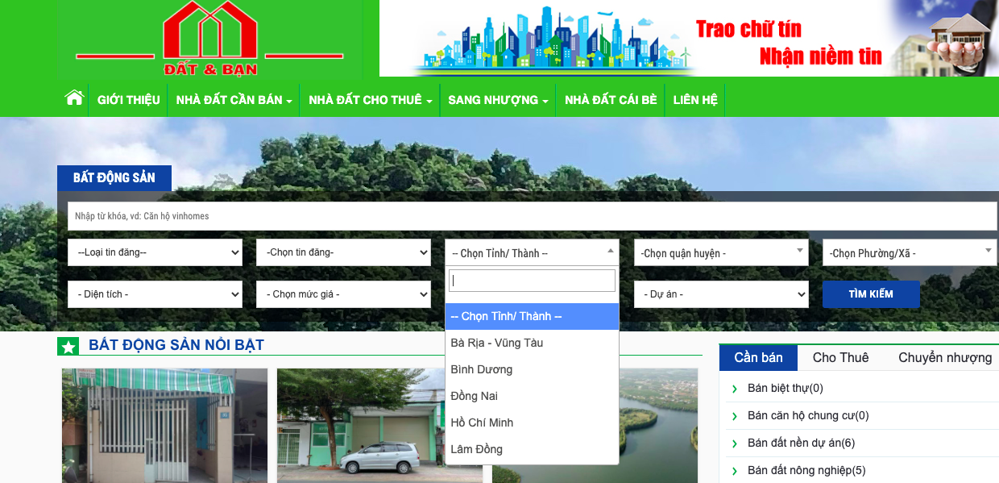 ĐẤT & BẠN
Trao chữ tín
Nhận niềm tin
GIỚI THIỆU NHÀ ĐẤT CẦN BÁN NHÀ ĐẤT CHO THUÊ SANG NHƯỢNG NHÀ ĐẤT CÁI BÈ LIÊN HỆ
BẤT ĐỘNG SẢN
Nhập từ khóa, vd: Căn hộ vinhomes
--Loại tin đăng-- -Chọn tin đăng- -- Chọn Tỉnh/ Thành -- -Chọn quận huyện - -Chọn Phường/Xã -
- Diện tích - - Chọn mức giá - - Dự án - TÌM KIẾM
-- Chọn Tỉnh/ Thành --
Bà Rịa - Vũng Tàu
Bình Dương
Đồng Nai
Hồ Chí Minh
Lâm Đồng
BẤT ĐỘNG SẢN NỔI BẬT
Cần bán Cho Thuê Chuyển nhượng
Bán biệt thự(0)
Bán căn hộ chung cư(0)
Bán đất nền dự án(6)
Bán đất nông nghiệp(5)